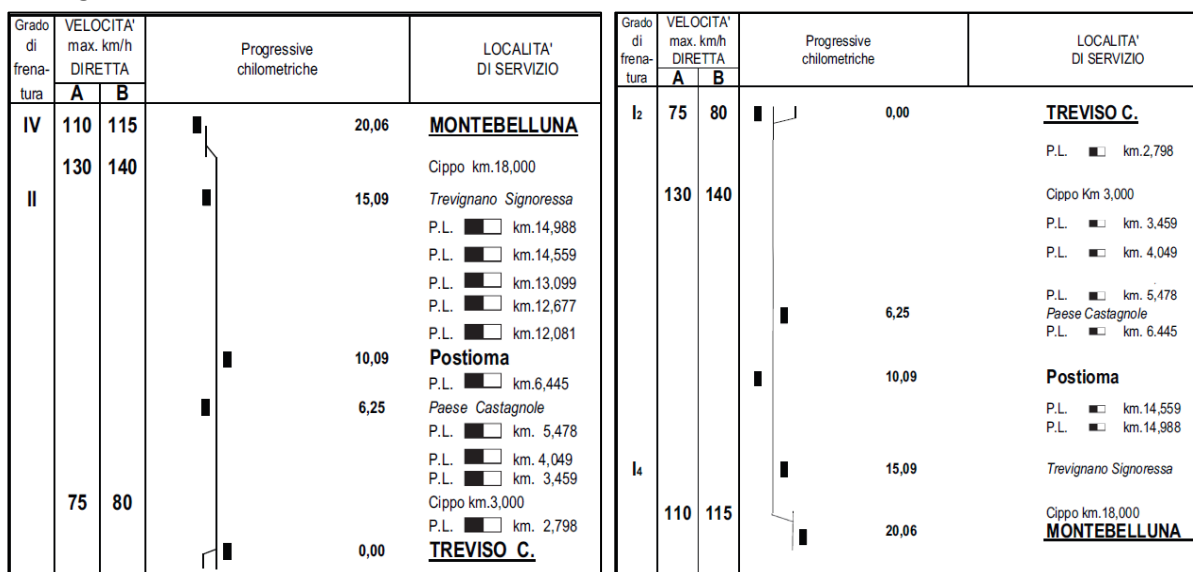 Grado di frena- tura
VELOCITA' max. km/h DIRETTA
A B
Progressive chilometriche
LOCALITA' DI SERVIZIO
IV 110 115 20,06 MONTEBELLUNA
130 140 Cippo km.18,000
II 15,09 Trevignano Signoressa
P.L. km.14,988
P.L. km.14,559
P.L. km.13.099
P.L. km.12,677
P.L. km.12,081
10,09 Postioma
P.L. km.6,445
6,25 Paese Castagnole
P.L. km. 5,478
P.L. km. 4,049
P.L. km. 3,459
75 80 Cippo km.3,000
P.L. km. 2,798
0,00 TREVISO C.
Grado di frena- tura
VELOCITA' max. km/h DIRETTA
A B
Progressive chilometriche
LOCALITA' DI SERVIZIO
I2 75 80 0,00 TREVISO C.
P.L. km.2,798
130 140 Cippo Km 3,000
P.L. km. 3.459
P.L. km. 4,049
P.L. km. 5,478
6,25 Paese Castagnole
P.L. km. 6.445
10,09 Postioma
P.L. km.14,559
P.L. km.14,988
I4 15,09 Trevignano Signoressa
110 115 Cippo km.18,000
20,06 MONTEBELLUNA